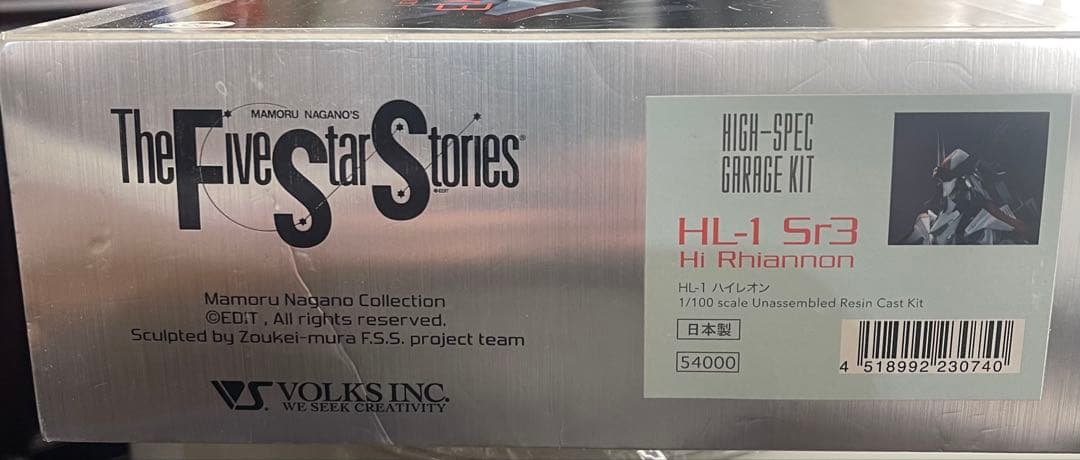 MAMORU NAGANO'S
The Five Star Stories®
©EDIT
Mamoru Nagano Collection
©EDIT , All rights reserved.
Sculpted by Zoukei-mura F.S.S. project team
VS. VOLKS INC.
WE SEEK CREATIVITY
HIGH-SPEC
GARAGE KIT
HL-1 Sr3
Hi Rhiannon
HL-1 ハイレオン
1/100 scale Unassembled Resin Cast Kit
日本製
54000
4 518992 230740